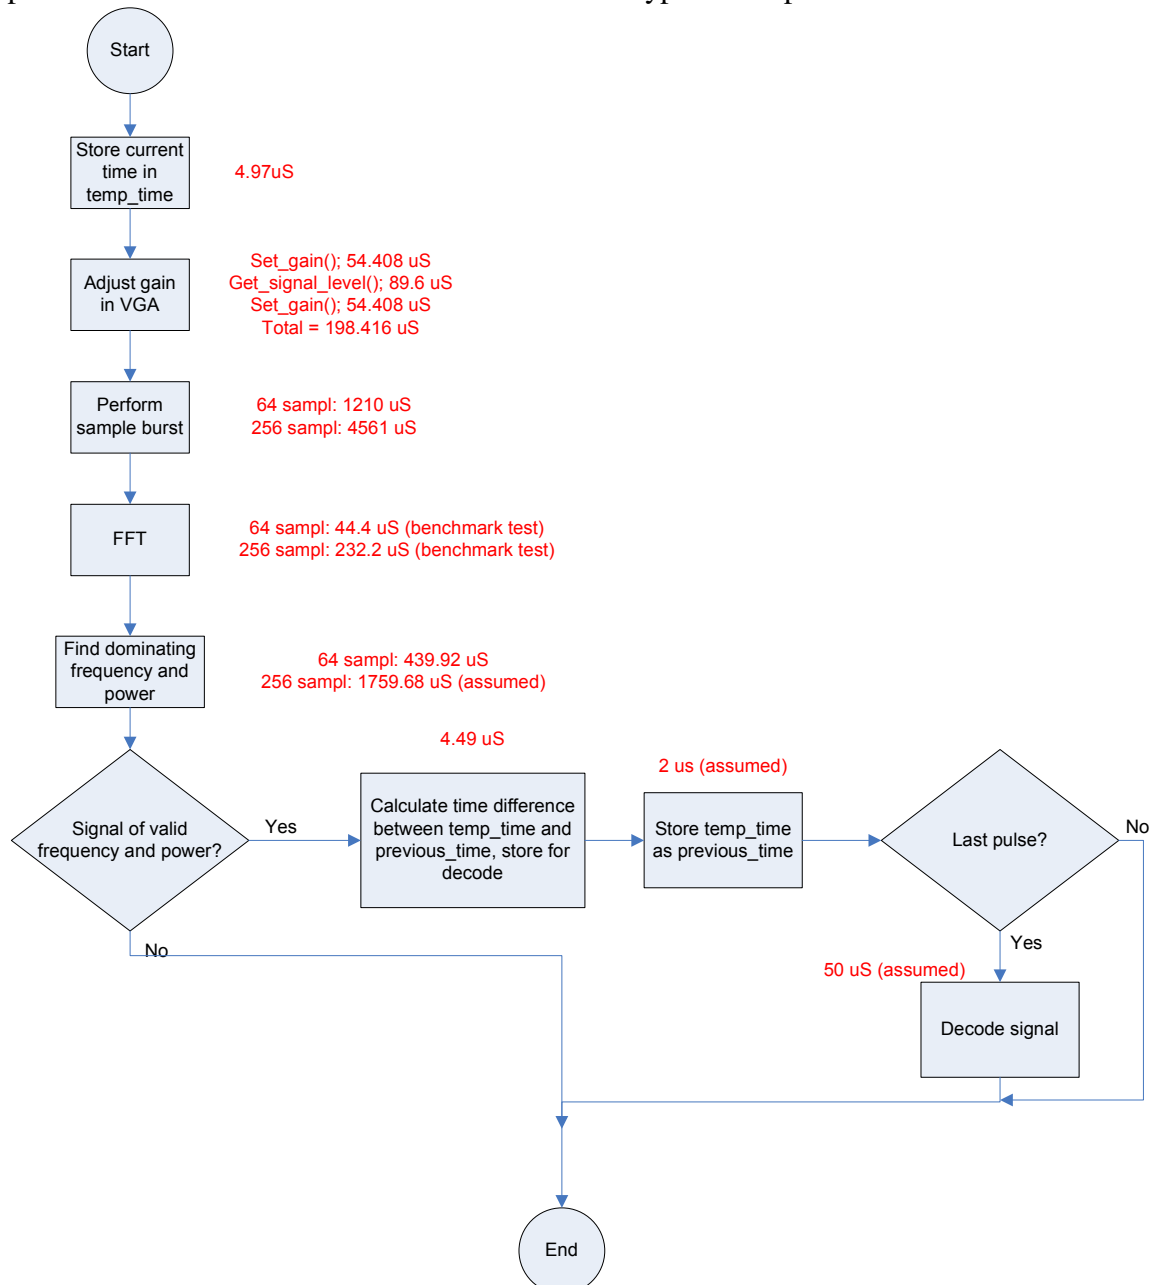 Start
Store current
time in
temp_time
4.97uS
Adjust gain
in VGA
Set_gain(); 54.408 uS
Get_signal_level(); 89.6 uS
Set_gain(); 54.408 uS
Total = 198.416 uS
Perform
sample burst
64 sampl: 1210 uS
256 sampl: 4561 uS
FFT
64 sampl: 44.4 uS (benchmark test)
256 sampl: 232.2 uS (benchmark test)
Find dominating
frequency and
power
64 sampl: 439.92 uS
256 sampl: 1759.68 uS (assumed)
Signal of valid
frequency and power?
Yes
No
4.49 uS
Calculate time difference
between temp_time and
previous_time, store for
decode
2 us (assumed)
Store temp_time
as previous_time
Last pulse?
No
Yes
50 uS (assumed)
Decode signal
End